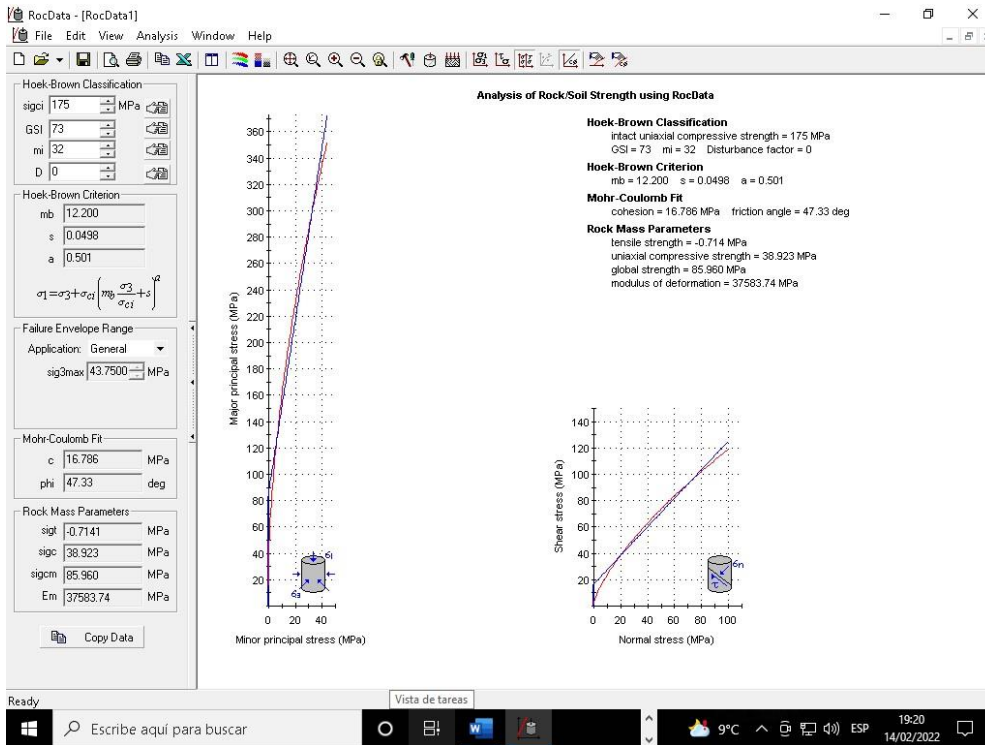 RocData - [RocData1]
File Edit View Analysis Window Help
Hoek-Brown Classification
sigci 175 MPa
GSI 73
mi 32
D 0
Hoek-Brown Criterion
mb 12.200
s 0.0498
a 0.501
σ1=σ3+σci(mb σ3/σci+s)^a
Failure Envelope Range
Application: General
sig3max 43.7500 MPa
Mohr-Coulomb Fit
c 16.786 MPa
phi 47.33 deg
Rock Mass Parameters
sigt -0.7141 MPa
sigc 38.923 MPa
sigcm 85.960 MPa
Em 37583.74 MPa
Copy Data
Analysis of Rock/Soil Strength using RocData
Hoek-Brown Classification
intact uniaxial compressive strength = 175 MPa
GSI = 73 mi = 32 Disturbance factor = 0
Hoek-Brown Criterion
mb = 12.200 s = 0.0498 a = 0.501
Mohr-Coulomb Fit
cohesion = 16.786 MPa friction angle = 47.33 deg
Rock Mass Parameters
tensile strength = -0.714 MPa
uniaxial compressive strength = 38.923 MPa
global strength = 85.960 MPa
modulus of deformation = 37583.74 MPa
Major principal stress (MPa)
360
340
320
300
280
260
240
220
200
180
160
140
120
100
80
60
40
20
0 20 40
Minor principal stress (MPa)
σ1
σ3
Shear stress (MPa)
140
120
100
80
60
40
20
0 20 40 60 80 100
Normal stress (MPa)
σn
τ
Ready
Vista de tareas
Escribe aquí para buscar
9°C
ESP
19:20
14/02/2022